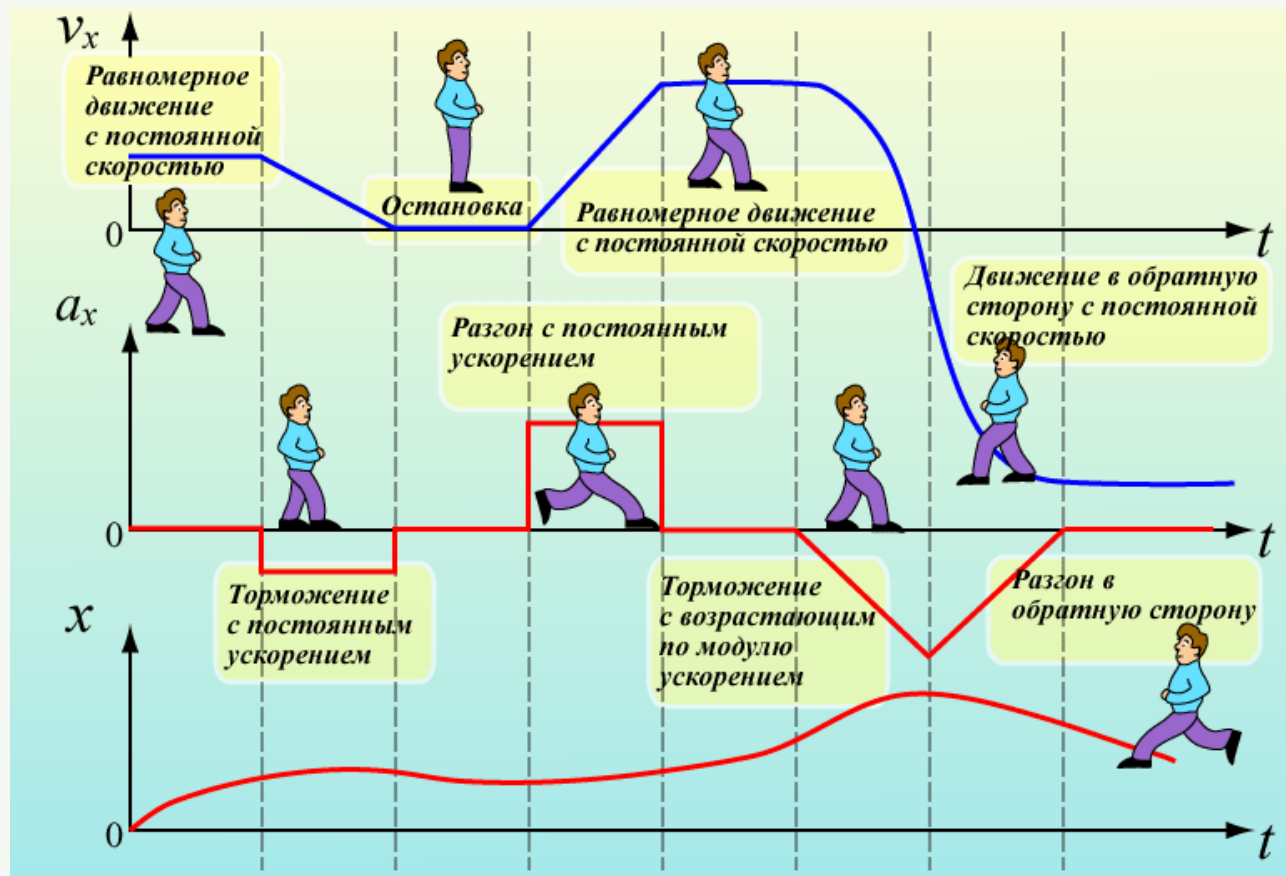 vx
Равномерное
движение
с постоянной
скоростью
Остановка
Равномерное движение
с постоянной скоростью
0
t
Движение в обратную
сторону с постоянной
скоростью
ax
Разгон с постоянным
ускорением
0
t
Торможение
с постоянным
ускорением
Торможение
с возрастающим
по модулю
ускорением
Разгон в
обратную сторону
x
0
t